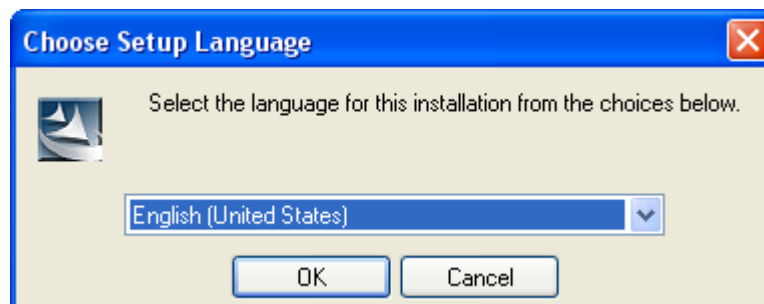 Choose Setup Language
Select the language for this installation from the choices below.
English (United States)
OK
Cancel